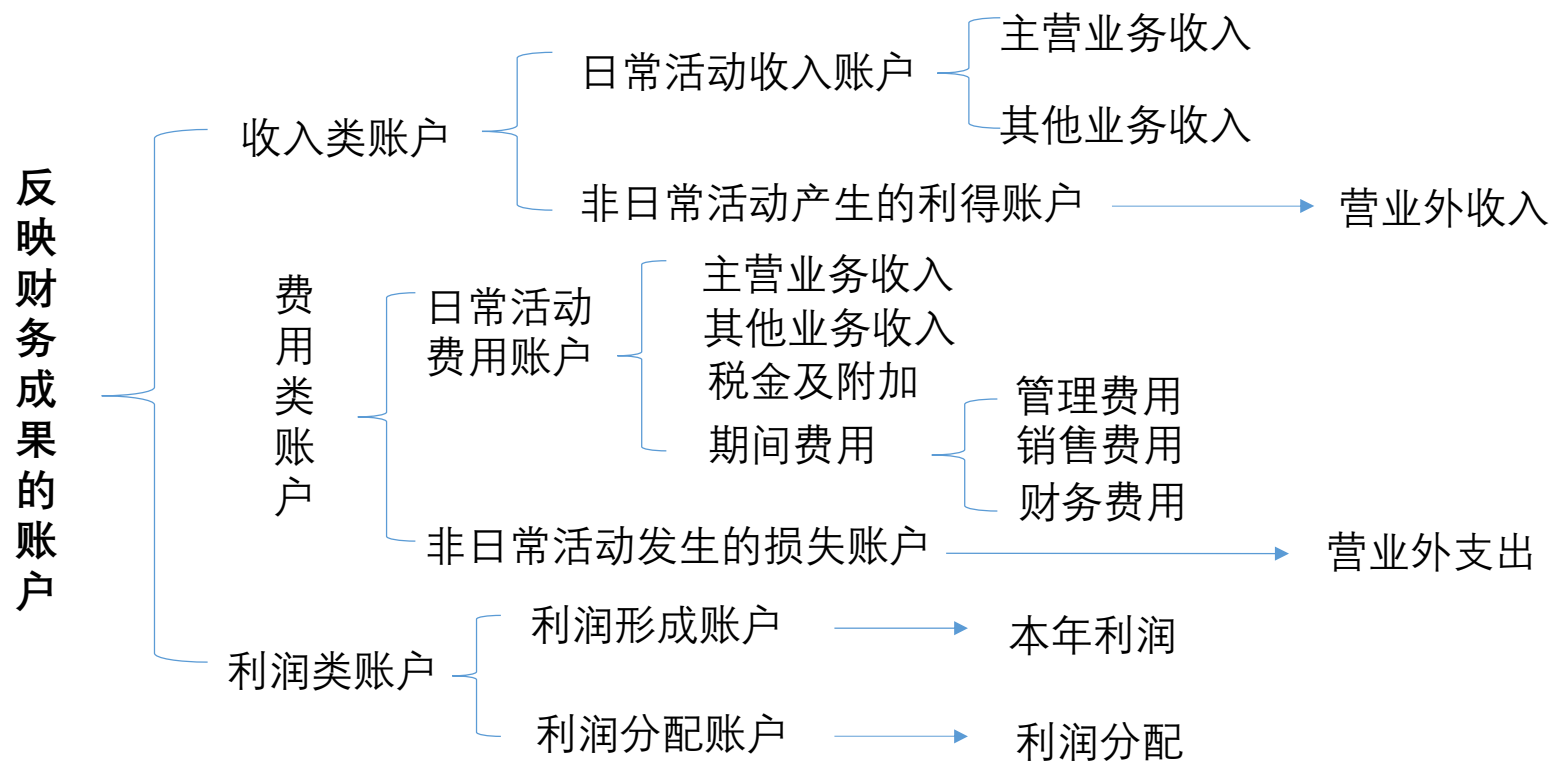 反映财务成果的账户
收入类账户
日常活动收入账户
主营业务收入
其他业务收入
非日常活动产生的利得账户
营业外收入
费用类账户
日常活动
费用账户
主营业务收入
其他业务收入
税金及附加
期间费用
管理费用
销售费用
财务费用
非日常活动发生的损失账户
营业外支出
利润类账户
利润形成账户
本年利润
利润分配账户
利润分配